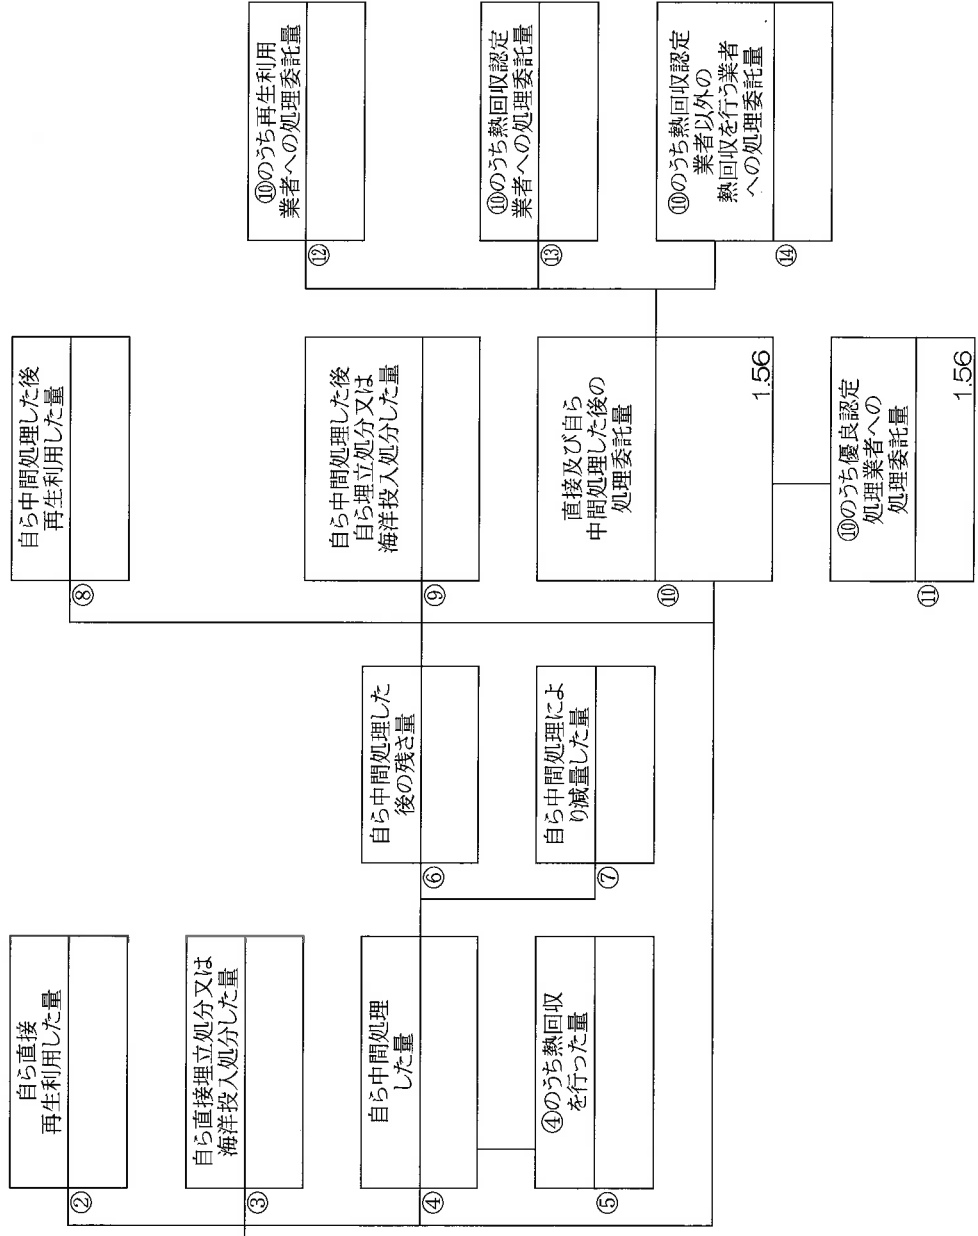 ②
自ら直接
再生利用した量
③
自ら直接埋立処分又は
海洋投入処分した量
④
自ら中間処理
した量
⑤
④のうち熱回収
を行った量
⑥
自ら中間処理した
後の残さ量
⑦
自ら中間処理によ
り減量した量
⑧
自ら中間処理した後
再生利用した量
⑨
自ら中間処理した後
自ら埋立処分又は
海洋投入処分した量
⑩
直接及び自ら
中間処理した後の
処理委託量
1.56
⑪
⑩のうち優良認定
処理業者への
処理委託量
1.56
⑫
⑩のうち再生利用
業者への処理委託量
⑬
⑩のうち熱回収認定
業者への処理委託量
⑭
⑩のうち熱回収認定
業者以外の
熱回収を行う業者
への処理委託量